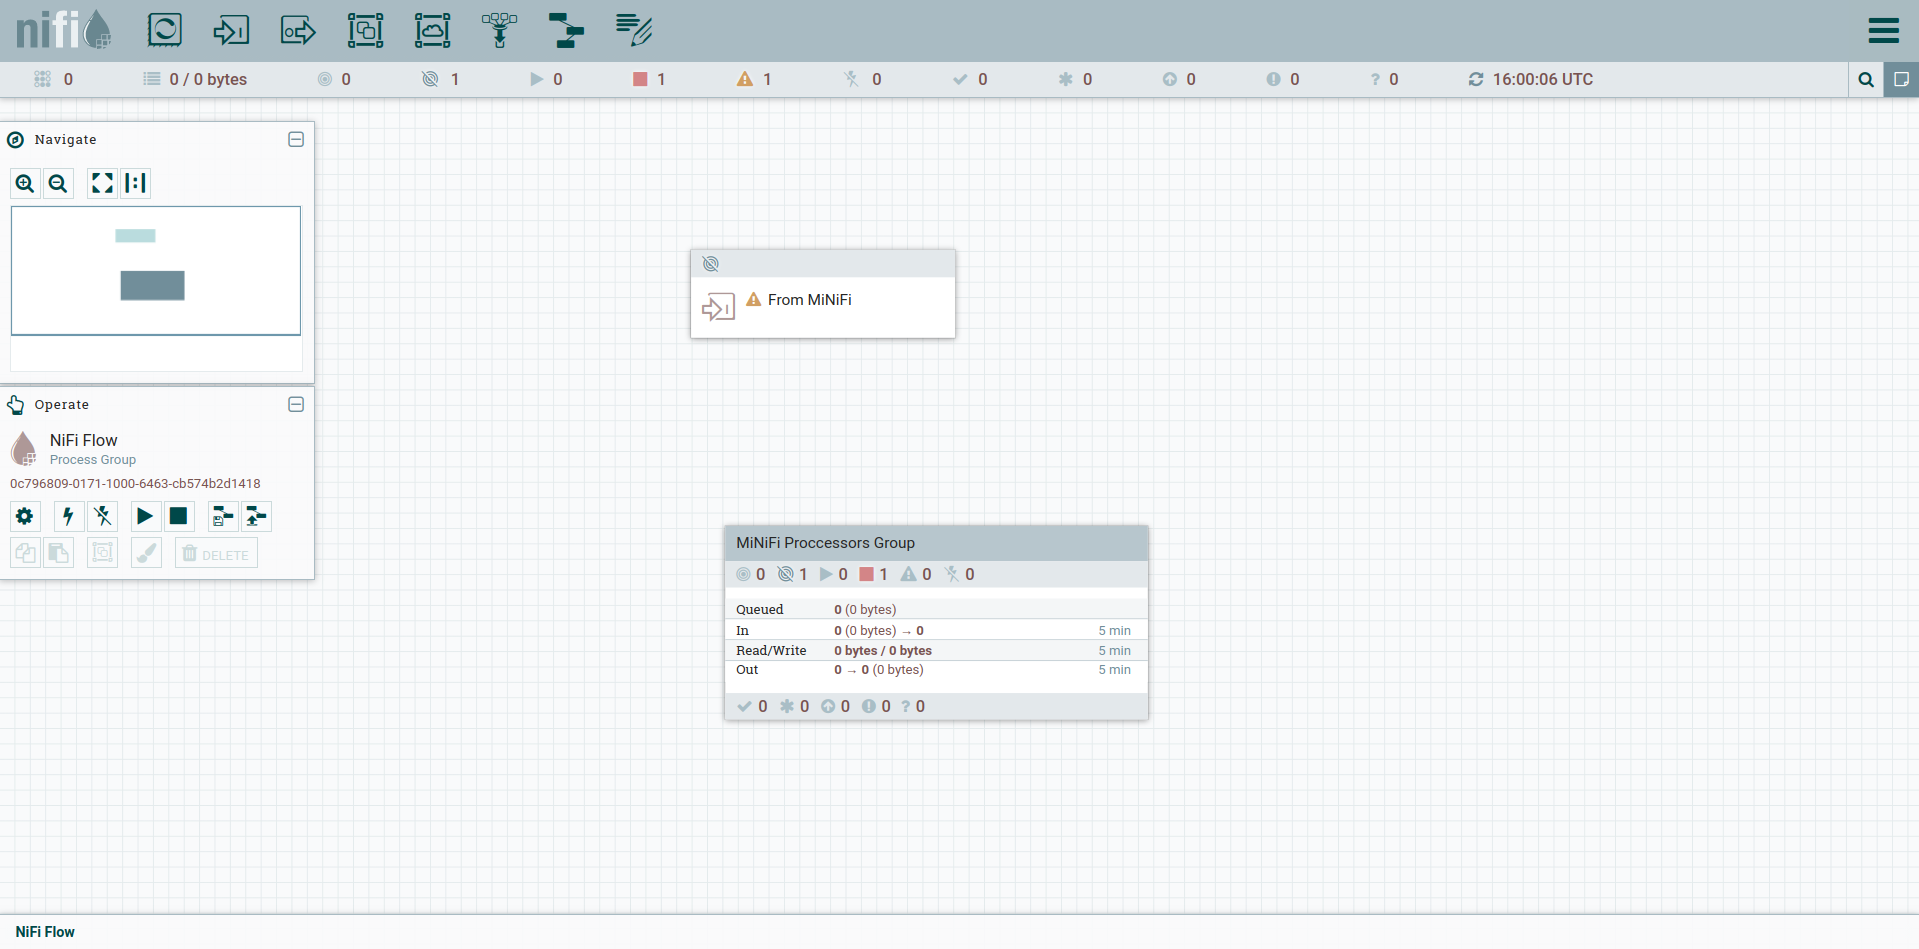 nifi
0 0 / 0 bytes 0 1 0 1 1 0 0 0 0 0 ? 0 16:00:06 UTC
Navigate
From MiNiFi
Operate
NiFi Flow
Process Group
0c796809-0171-1000-6463-cb574b2d1418
DELETE
MiNiFi Proccessors Group
0 1 0 1 0 0
Queued 0 (0 bytes)
In 0 (0 bytes) → 0 5 min
Read/Write 0 bytes / 0 bytes 5 min
Out 0 → 0 (0 bytes) 5 min
0 0 0 0 ? 0
NiFi Flow